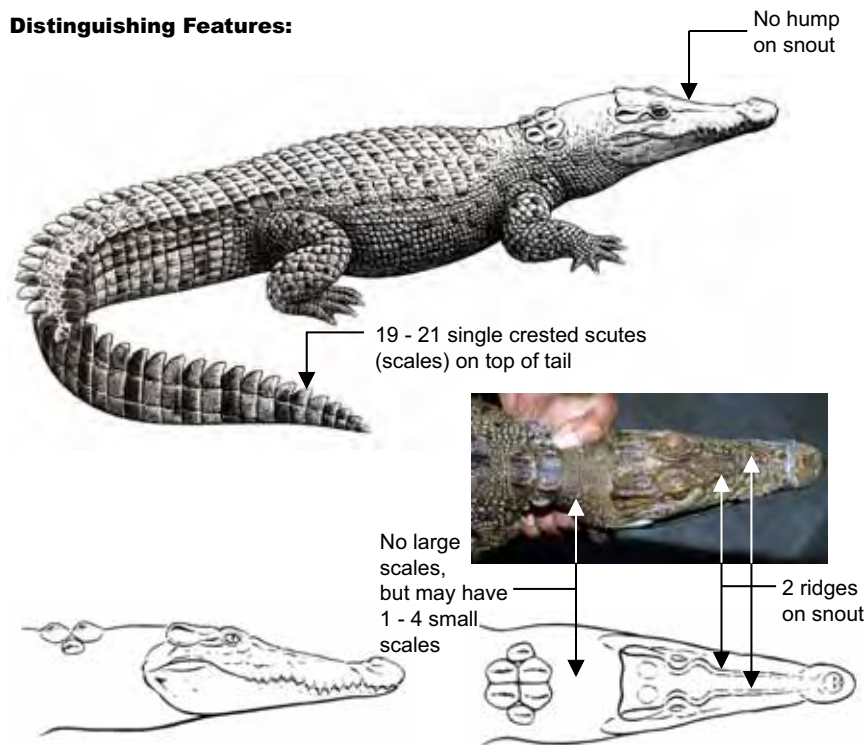 Distinguishing Features:
No hump
on snout
19 - 21 single crested scutes
(scales) on top of tail
No large
scales,
but may have
1 - 4 small
scales
2 ridges
on snout